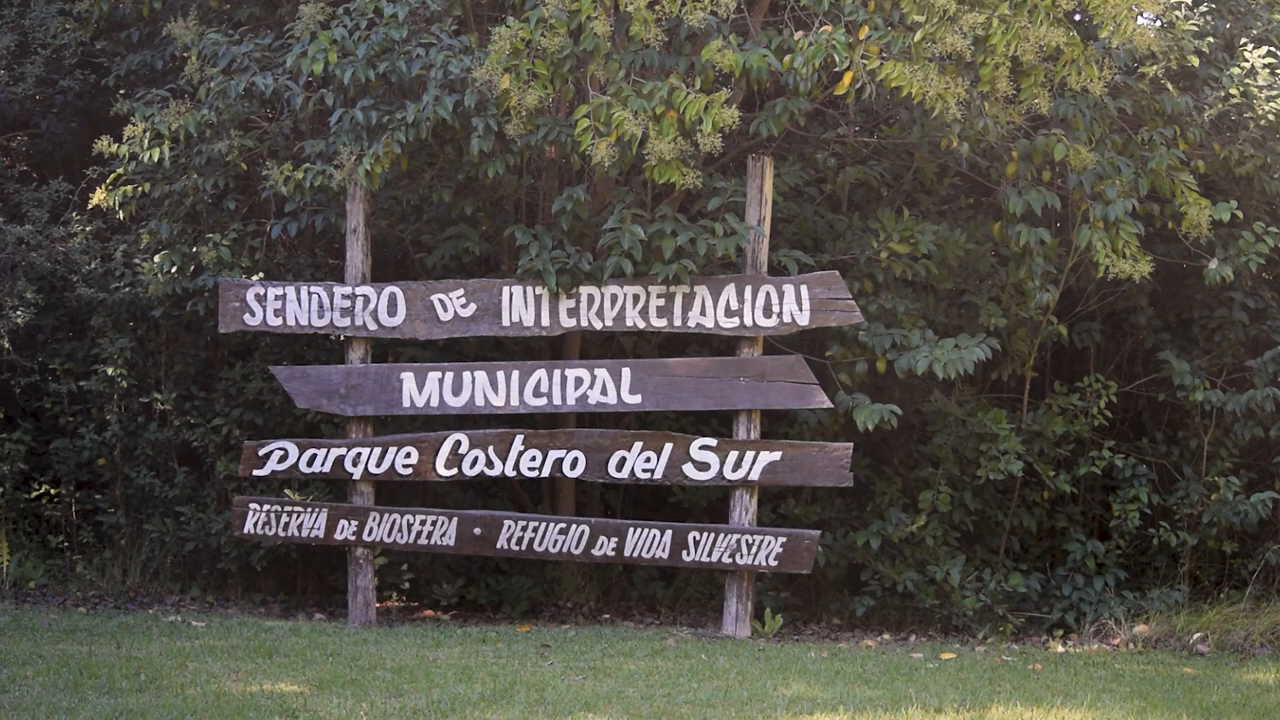 SENDERO DE INTERPRETACION
MUNICIPAL
Parque Costero del Sur
RESERVA DE BIOSFERA · REFUGIO DE VIDA SILVESTRE